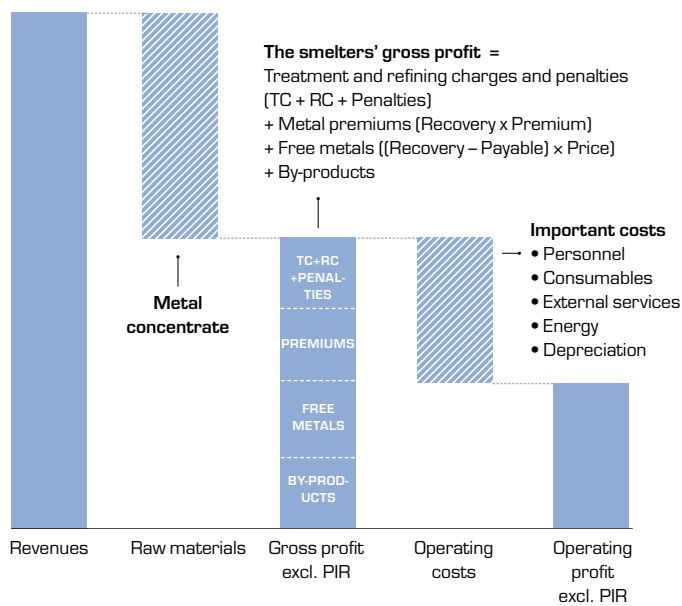 The smelters’ gross profit =
Treatment and refining charges and penalties
(TC + RC + Penalties)
+ Metal premiums (Recovery x Premium)
+ Free metals ((Recovery – Payable) × Price)
+ By-products
Important costs
• Personnel
• Consumables
• External services
• Energy
• Depreciation
Metal
concentrate
TC+RC
+PENAL-
TIES
PREMIUMS
FREE
METALS
BY-PROD-
UCTS
Revenues
Raw materials
Gross profit
excl. PIR
Operating
costs
Operating
profit
excl. PIR